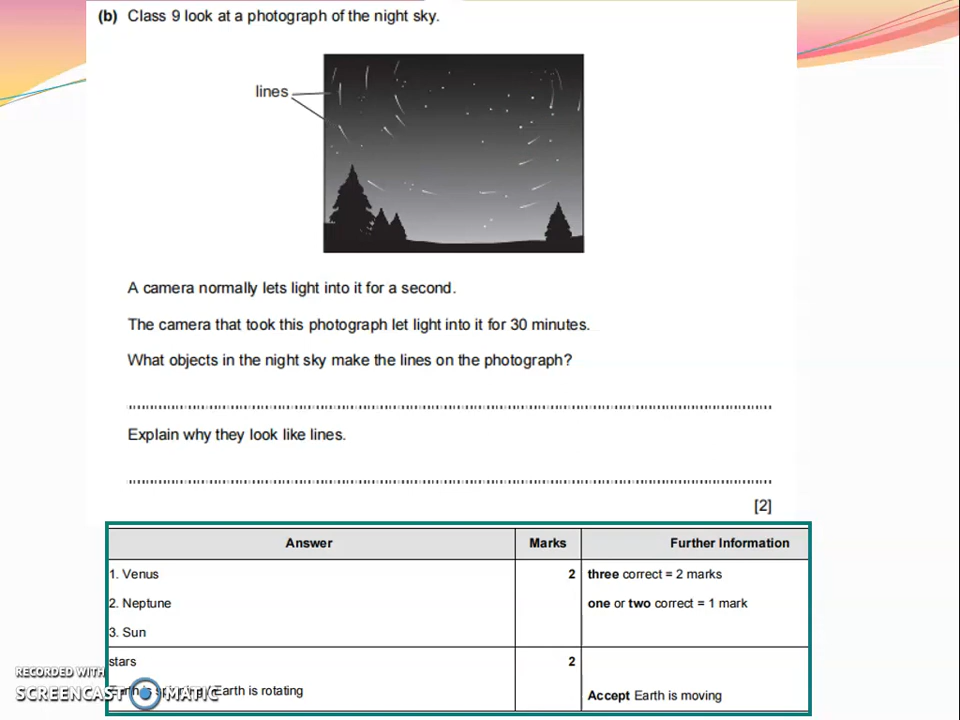 (b) Class 9 look at a photograph of the night sky.
lines
A camera normally lets light into it for a second.
The camera that took this photograph let light into it for 30 minutes.
What objects in the night sky make the lines on the photograph?
Explain why they look like lines.
[2]
Answer Marks Further Information
1. Venus 2 three correct = 2 marks
2. Neptune one or two correct = 1 mark
3. Sun
stars 2
Earth is rotating
Accept Earth is moving
RECORDED WITH
SCREENCAST MATIC